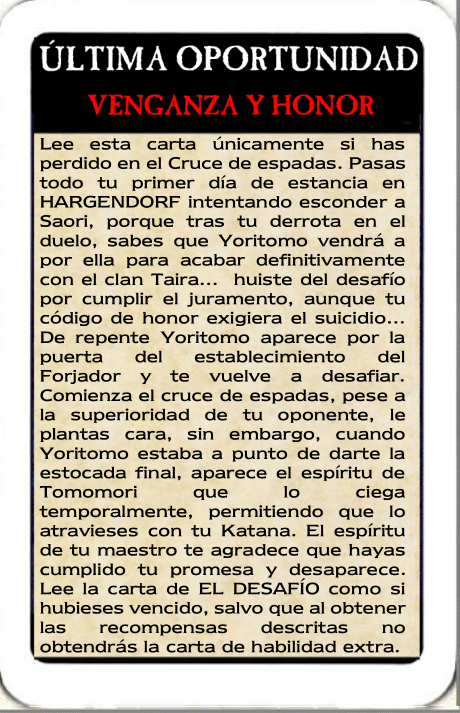 ÚLTIMA OPORTUNIDAD
VENGANZA Y HONOR
Lee esta carta únicamente si has
perdido en el Cruce de espadas. Pasas
todo tu primer día de estancia en
HARGENDORF intentando esconder a
Saori, porque tras tu derrota en el
duelo, sabes que Yoritomo vendrá a
por ella para acabar definitivamente
con el clan Taira... huiste del desafío
por cumplir el juramento, aunque tu
código de honor exigiera el suicidio...
De repente Yoritomo aparece por la
puerta del establecimiento del
Forjador y te vuelve a desafiar.
Comienza el cruce de espadas, pese a
la superioridad de tu oponente, le
plantas cara, sin embargo, cuando
Yoritomo estaba a punto de darte la
estocada final, aparece el espíritu de
Tomomori que lo ciega
temporalmente, permitiendo que lo
atravieses con tu Katana. El espíritu
de tu maestro te agradece que hayas
cumplido tu promesa y desaparece.
Lee la carta de EL DESAFÍO como si
hubieses vencido, salvo que al obtener
las recompensas descritas no
obtendrás la carta de habilidad extra.